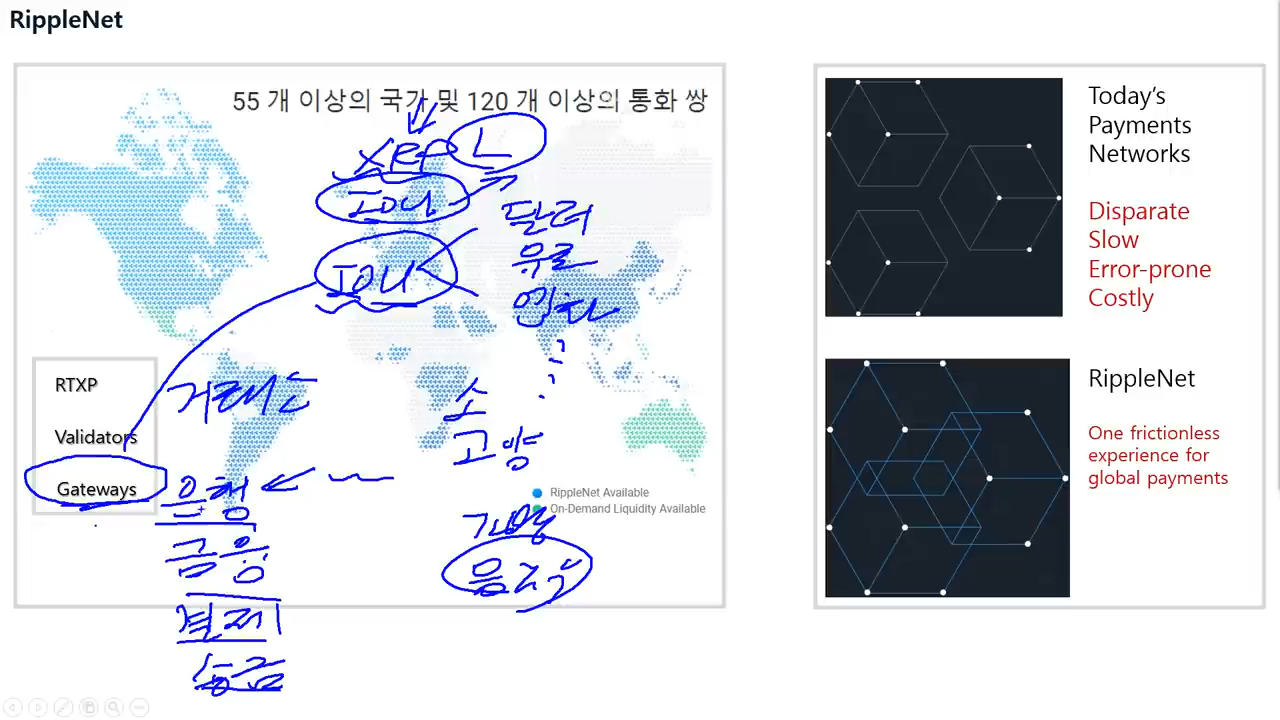 RippleNet
55 개 이상의 국가 및 120 개 이상의 통화 쌍
XRP L
IOU
IOU
달러
유로
엔화
RTXP
Validators
Gateways
거래소
은행
금융
결제
송금
소
고양
RippleNet Available
On-Demand Liquidity Available
Today's
Payments
Networks
Disparate
Slow
Error-prone
Costly
RippleNet
One frictionless
experience for
global payments